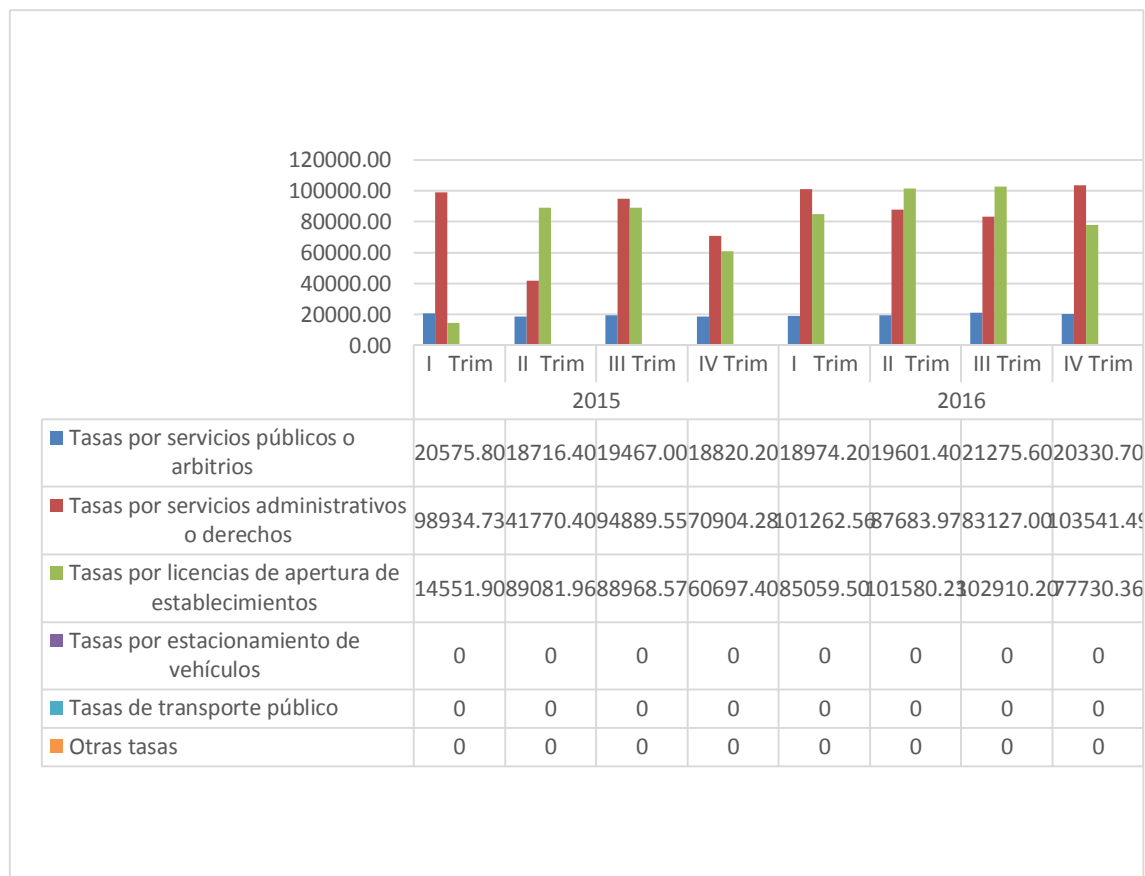 120000.00
100000.00
80000.00
60000.00
40000.00
20000.00
0.00
I Trim II Trim III Trim IV Trim I Trim II Trim III Trim IV Trim
2015 2016
Tasas por servicios públicos o arbitrios 20575.80 18716.40 19467.00 18820.20 18974.20 19601.40 21275.60 20330.70
Tasas por servicios administrativos o derechos 98934.73 41770.40 94889.55 70904.28 101262.56 87683.97 83127.00 103541.49
Tasas por licencias de apertura de establecimientos 14551.90 89081.96 88968.57 60697.40 85059.50 101580.23 102910.20 77730.36
Tasas por estacionamiento de vehículos 0 0 0 0 0 0 0 0
Tasas de transporte público 0 0 0 0 0 0 0 0
Otras tasas 0 0 0 0 0 0 0 0